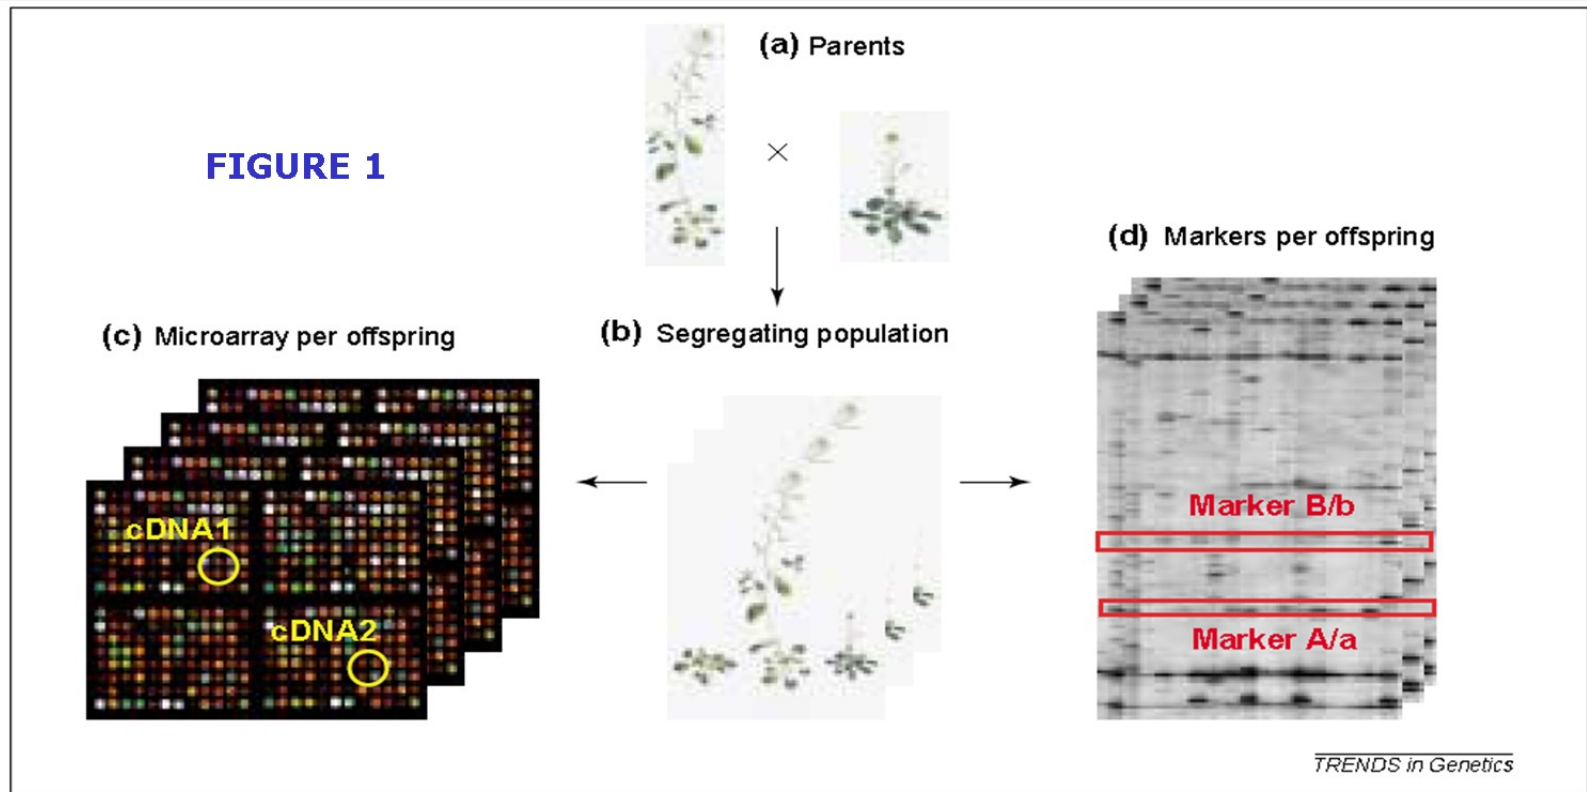 (a) Parents
FIGURE 1
×
(d) Markers per offspring
(c) Microarray per offspring
(b) Segregating population
cDNA1
cDNA2
Marker B/b
Marker A/a
TRENDS in Genetics